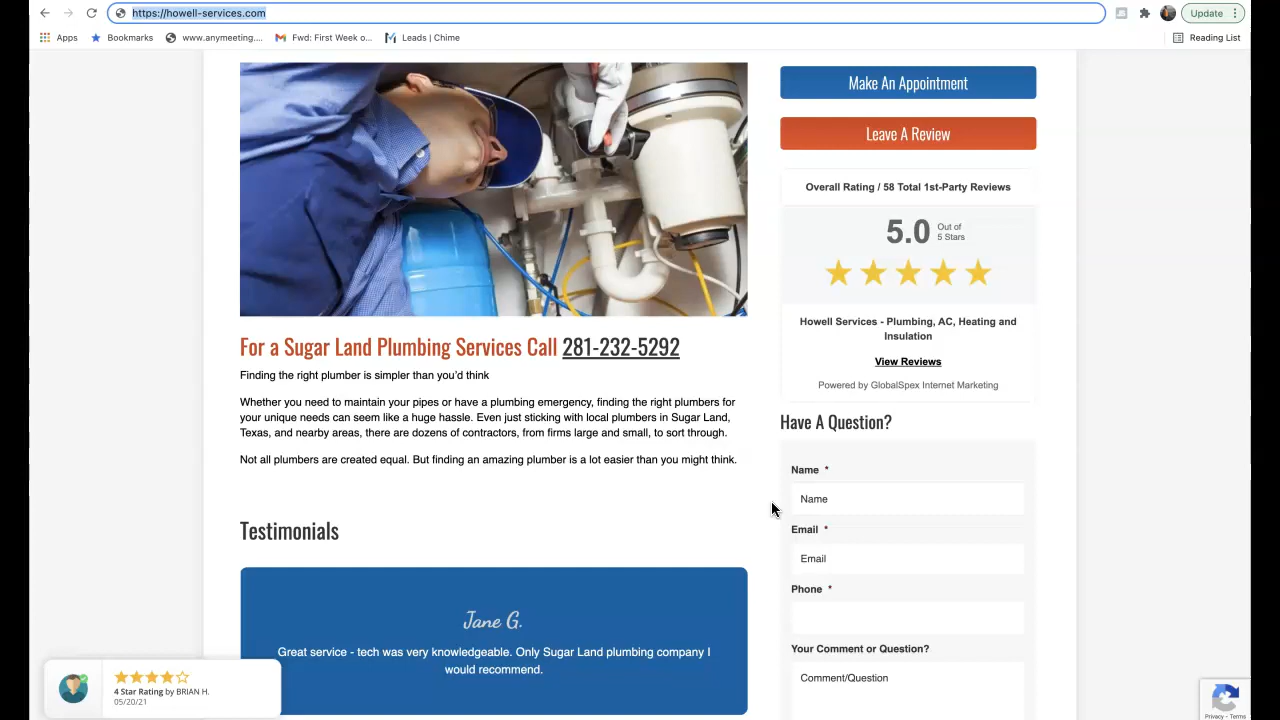 https://howell-services.com
Update
Apps
Bookmarks
www.anymeeting....
Fwd: First Week o...
Leads | Chime
Reading List
Make An Appointment
Leave A Review
Overall Rating / 58 Total 1st-Party Reviews
5.0
Out of
5 Stars
Howell Services - Plumbing, AC, Heating and
Insulation
View Reviews
Powered by GlobalSpex Internet Marketing
For a Sugar Land Plumbing Services Call 281-232-5292
Finding the right plumber is simpler than you’d think
Whether you need to maintain your pipes or have a plumbing emergency, finding the right plumbers for
your unique needs can seem like a huge hassle. Even just sticking with local plumbers in Sugar Land,
Texas, and nearby areas, there are dozens of contractors, from firms large and small, to sort through.
Not all plumbers are created equal. But finding an amazing plumber is a lot easier than you might think.
Have A Question?
Name *
Name
Email *
Email
Phone *
Your Comment or Question?
Comment/Question
Testimonials
Jane G.
Great service - tech was very knowledgeable. Only Sugar Land plumbing company I
would recommend.
4 Star Rating by BRIAN H.
05/20/21
Privacy - Terms